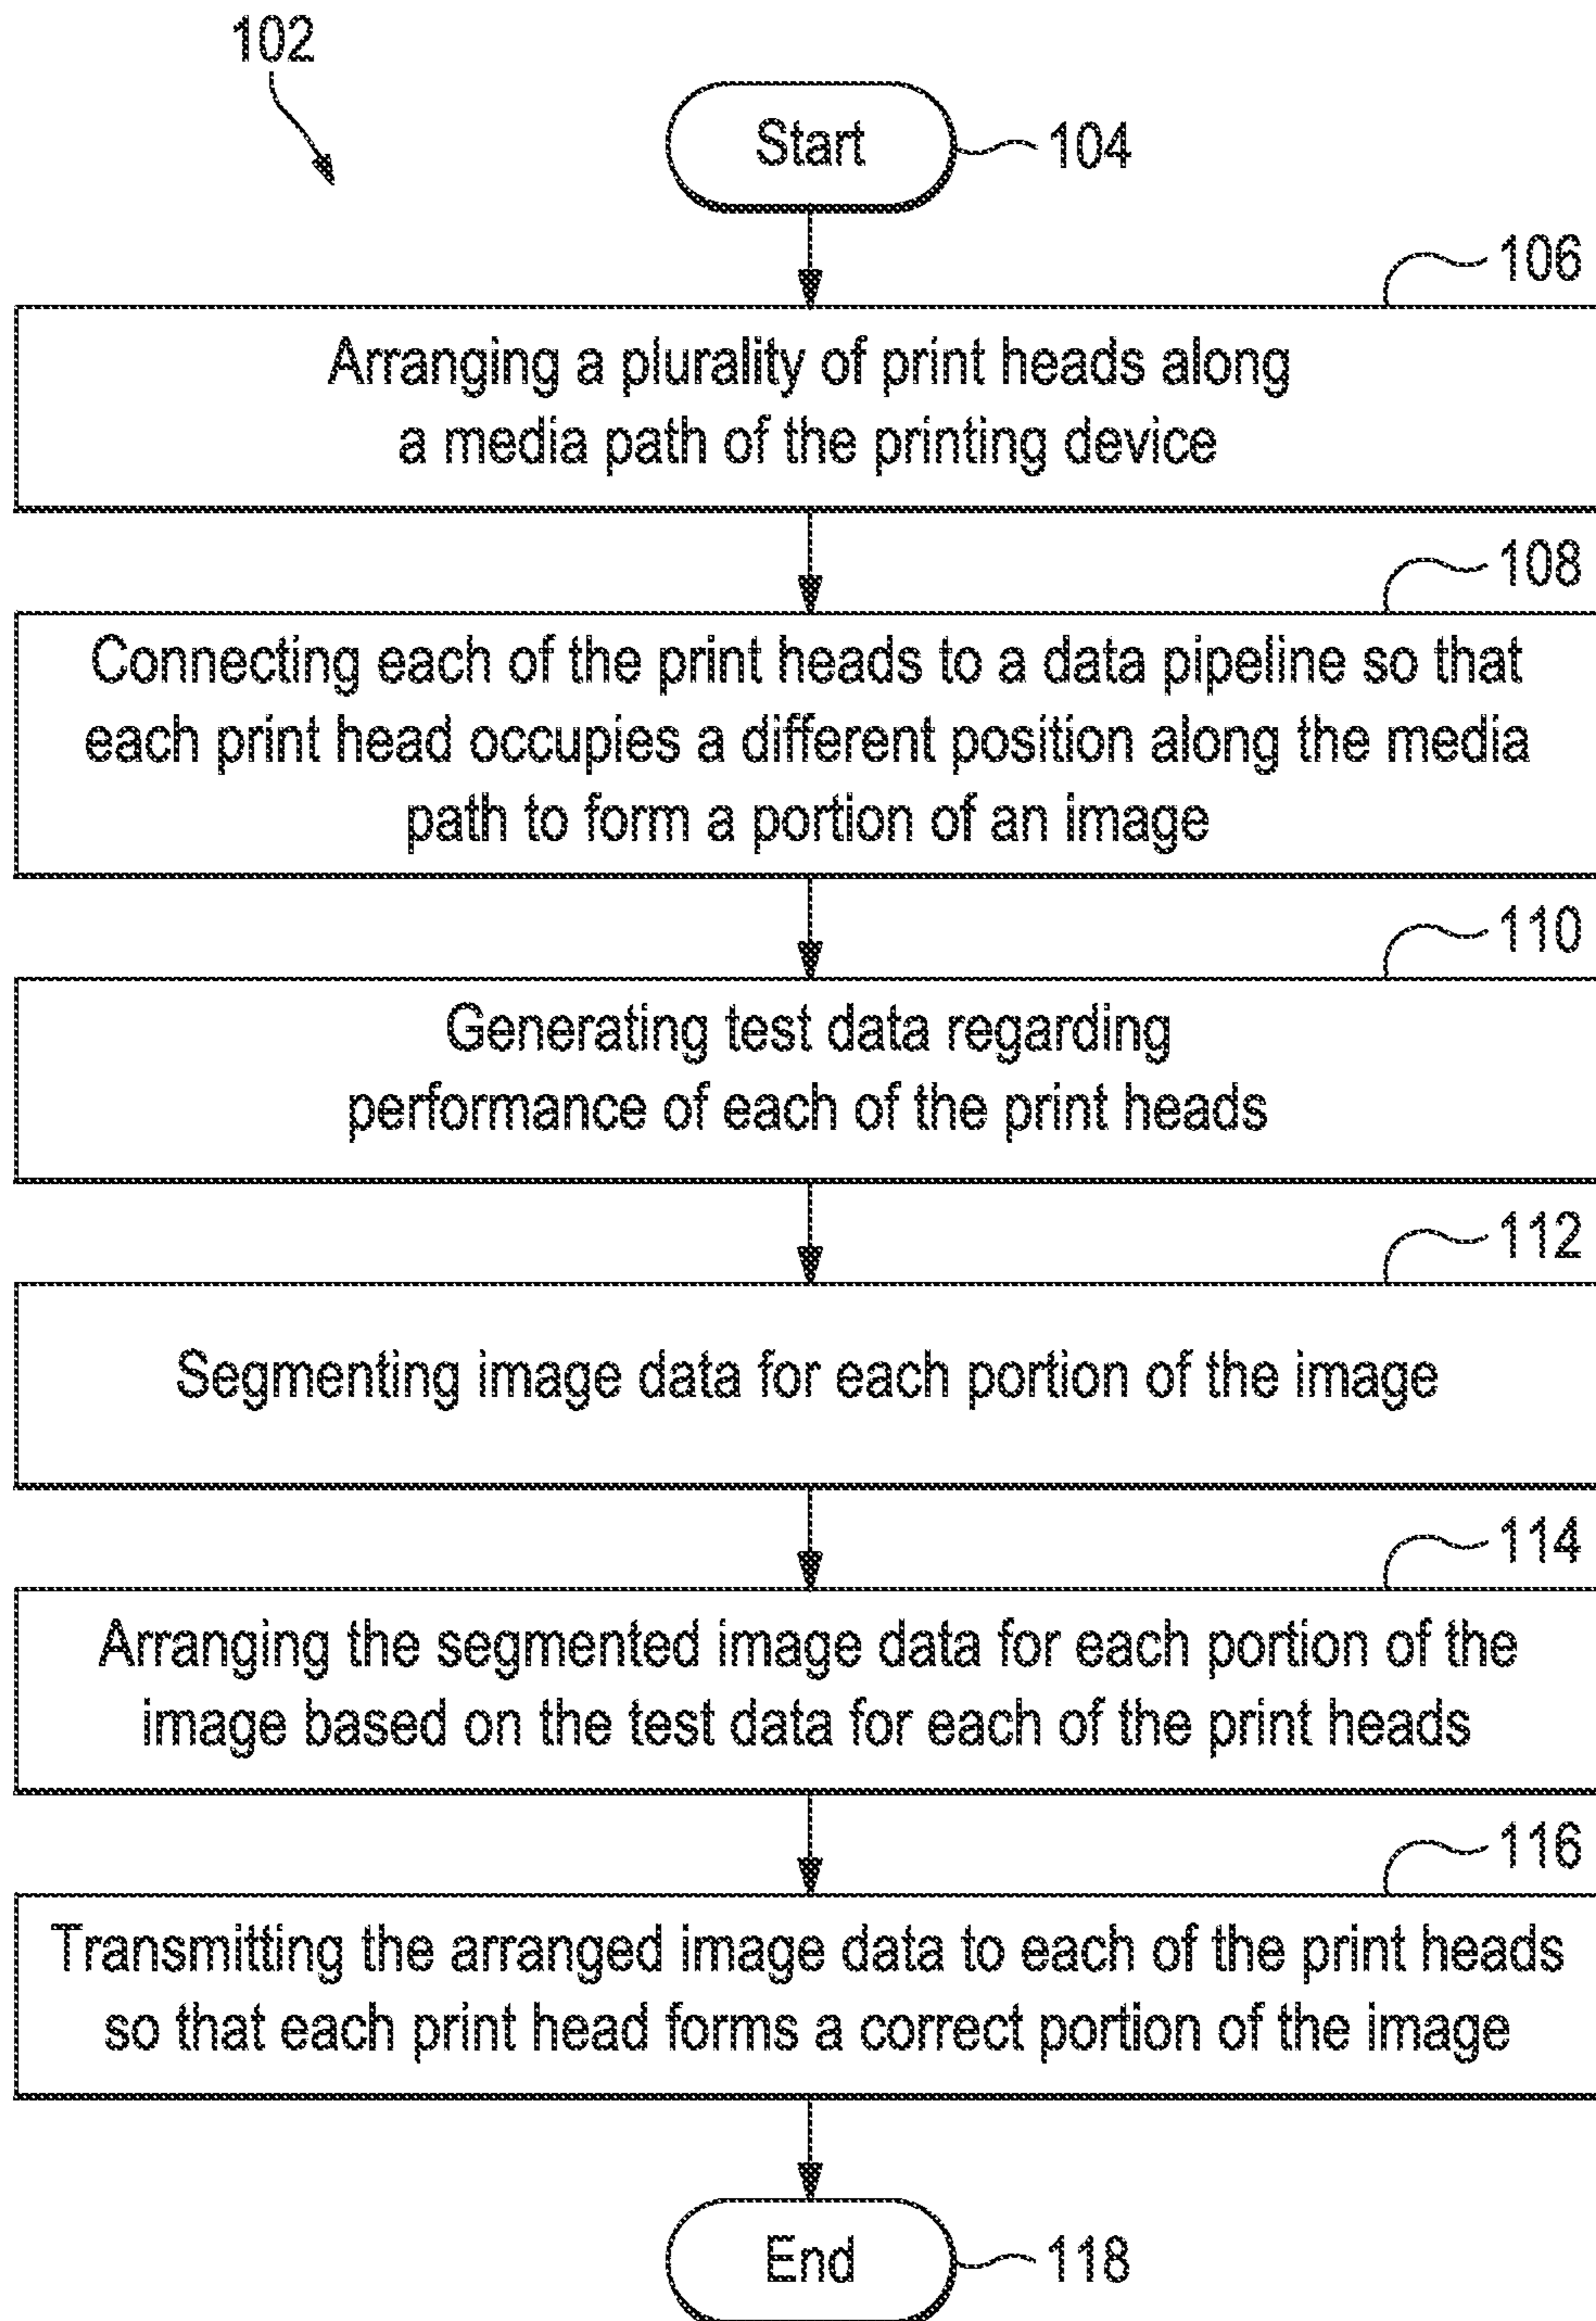 102
Start
104
106
Arranging a plurality of print heads along
a media path of the printing device
108
Connecting each of the print heads to a data pipeline so that
each print head occupies a different position along the media
path to form a portion of an image
110
Generating test data regarding
performance of each of the print heads
112
Segmenting image data for each portion of the image
114
Arranging the segmented image data for each portion of the
image based on the test data for each of the print heads
116
Transmitting the arranged image data to each of the print heads
so that each print head forms a correct portion of the image
End
118